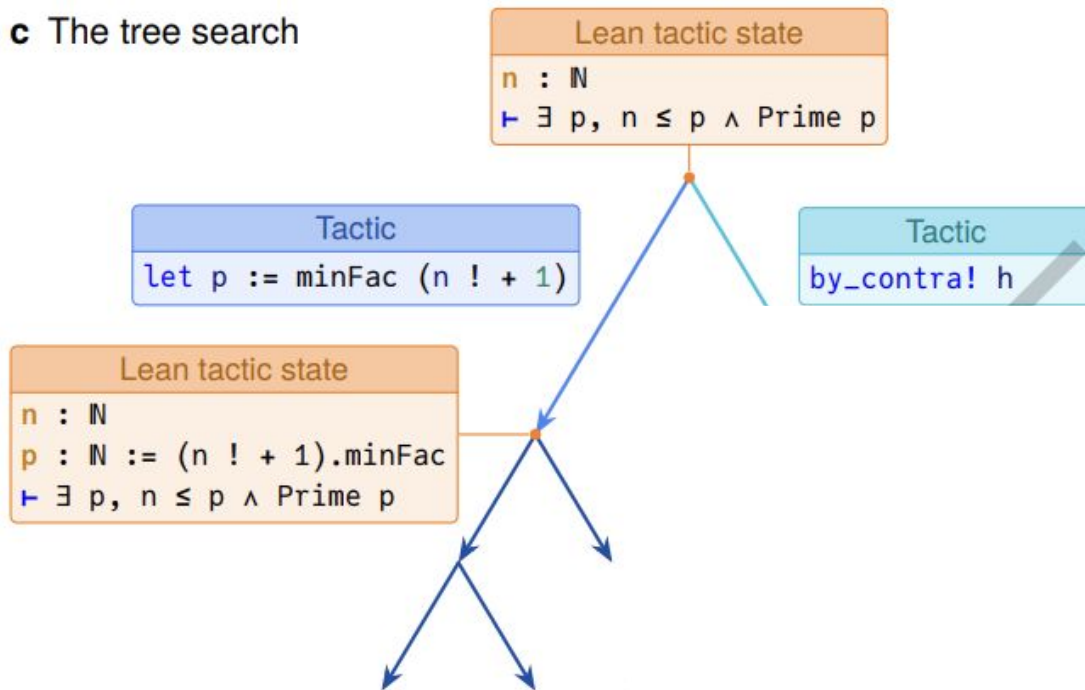 c The tree search
Lean tactic state
n : ℕ
⊢ ∃ p, n ≤ p ∧ Prime p
Tactic
let p := minFac (n ! + 1)
Tactic
by_contra! h
Lean tactic state
n : ℕ
p : ℕ := (n ! + 1).minFac
⊢ ∃ p, n ≤ p ∧ Prime p